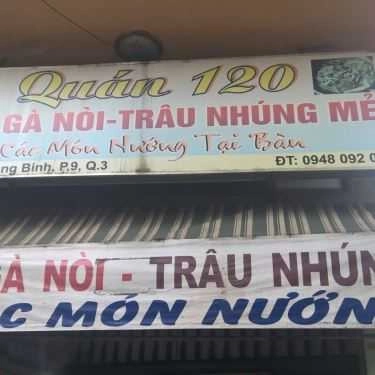 Quán 120
GÀ NÒI-TRÂU NHÚNG MẺ
Các Món Nướng Tại Bàn
ng Bình, P.9, Q.3
ĐT: 0948 092 0
GÀ NÒI - TRÂU NHÚN
C MÓN NƯỚN